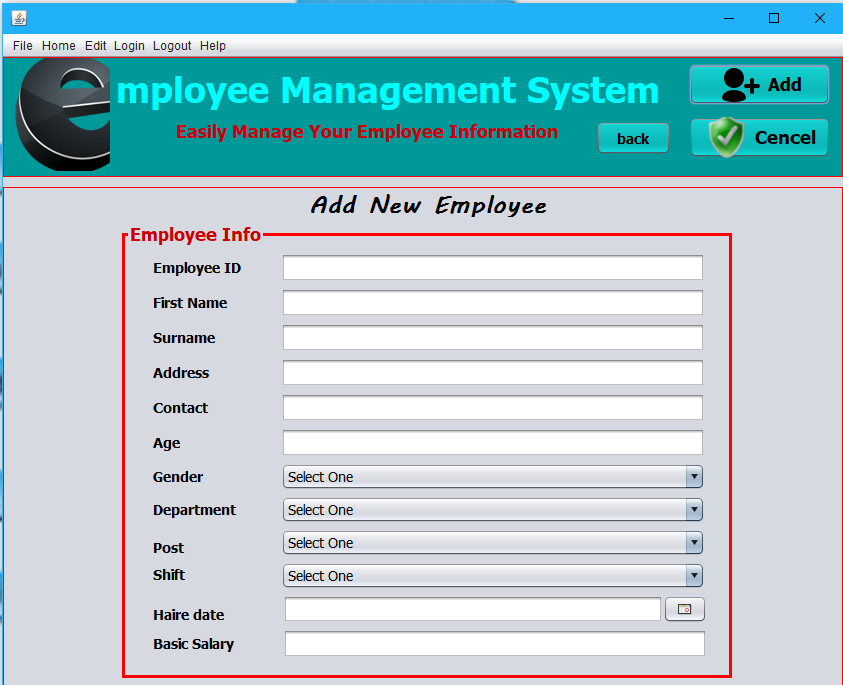 File Home Edit Login Logout Help
employee Management System
Easily Manage Your Employee Information
back
Add
Cencel
Add New Employee
Employee Info
Employee ID
First Name
Surname
Address
Contact
Age
Gender Select One
Department Select One
Post Select One
Shift Select One
Haire date
Basic Salary